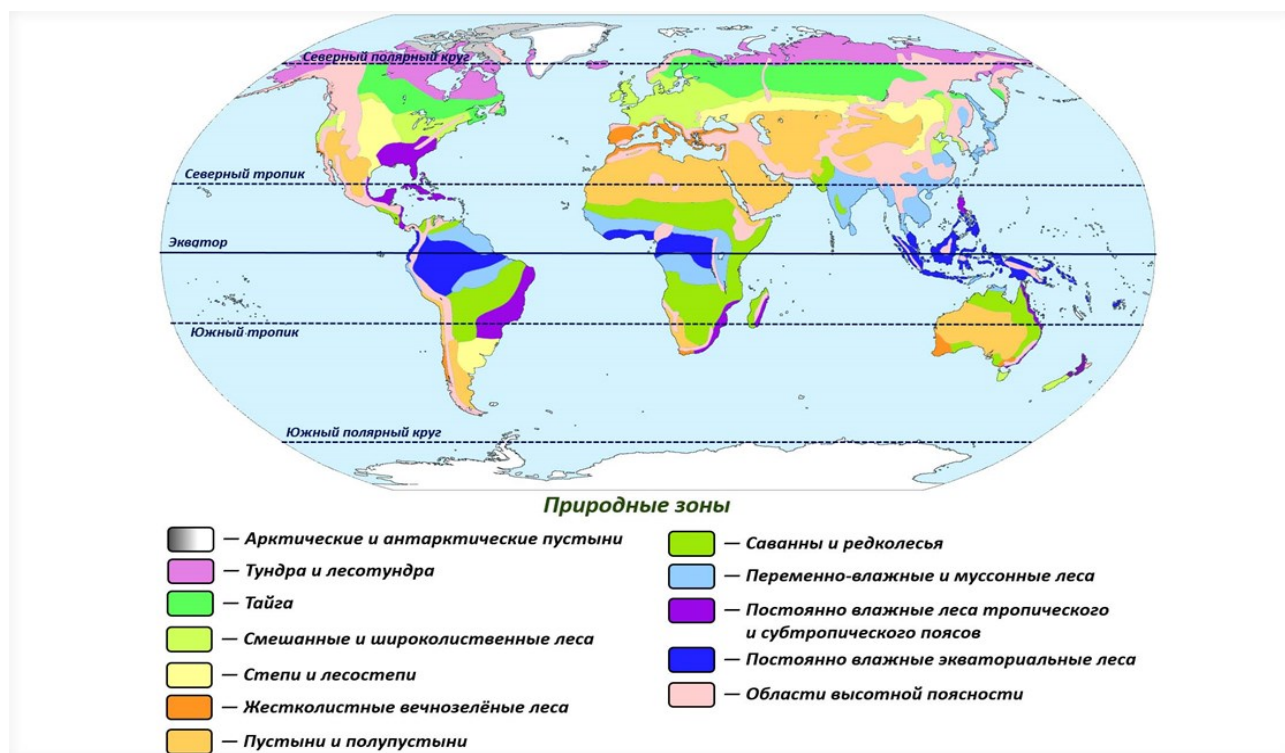 Северный полярный круг
Северный тропик
Экватор
Южный тропик
Южный полярный круг
Природные зоны
— Арктические и антарктические пустыни
— Тундра и лесотундра
— Тайга
— Смешанные и широколиственные леса
— Степи и лесостепи
— Жестколистные вечнозелёные леса
— Пустыни и полупустыни
— Саванны и редколесья
— Переменно-влажные и муссонные леса
— Постоянно влажные леса тропического
и субтропического поясов
— Постоянно влажные экваториальные леса
— Области высотной поясности